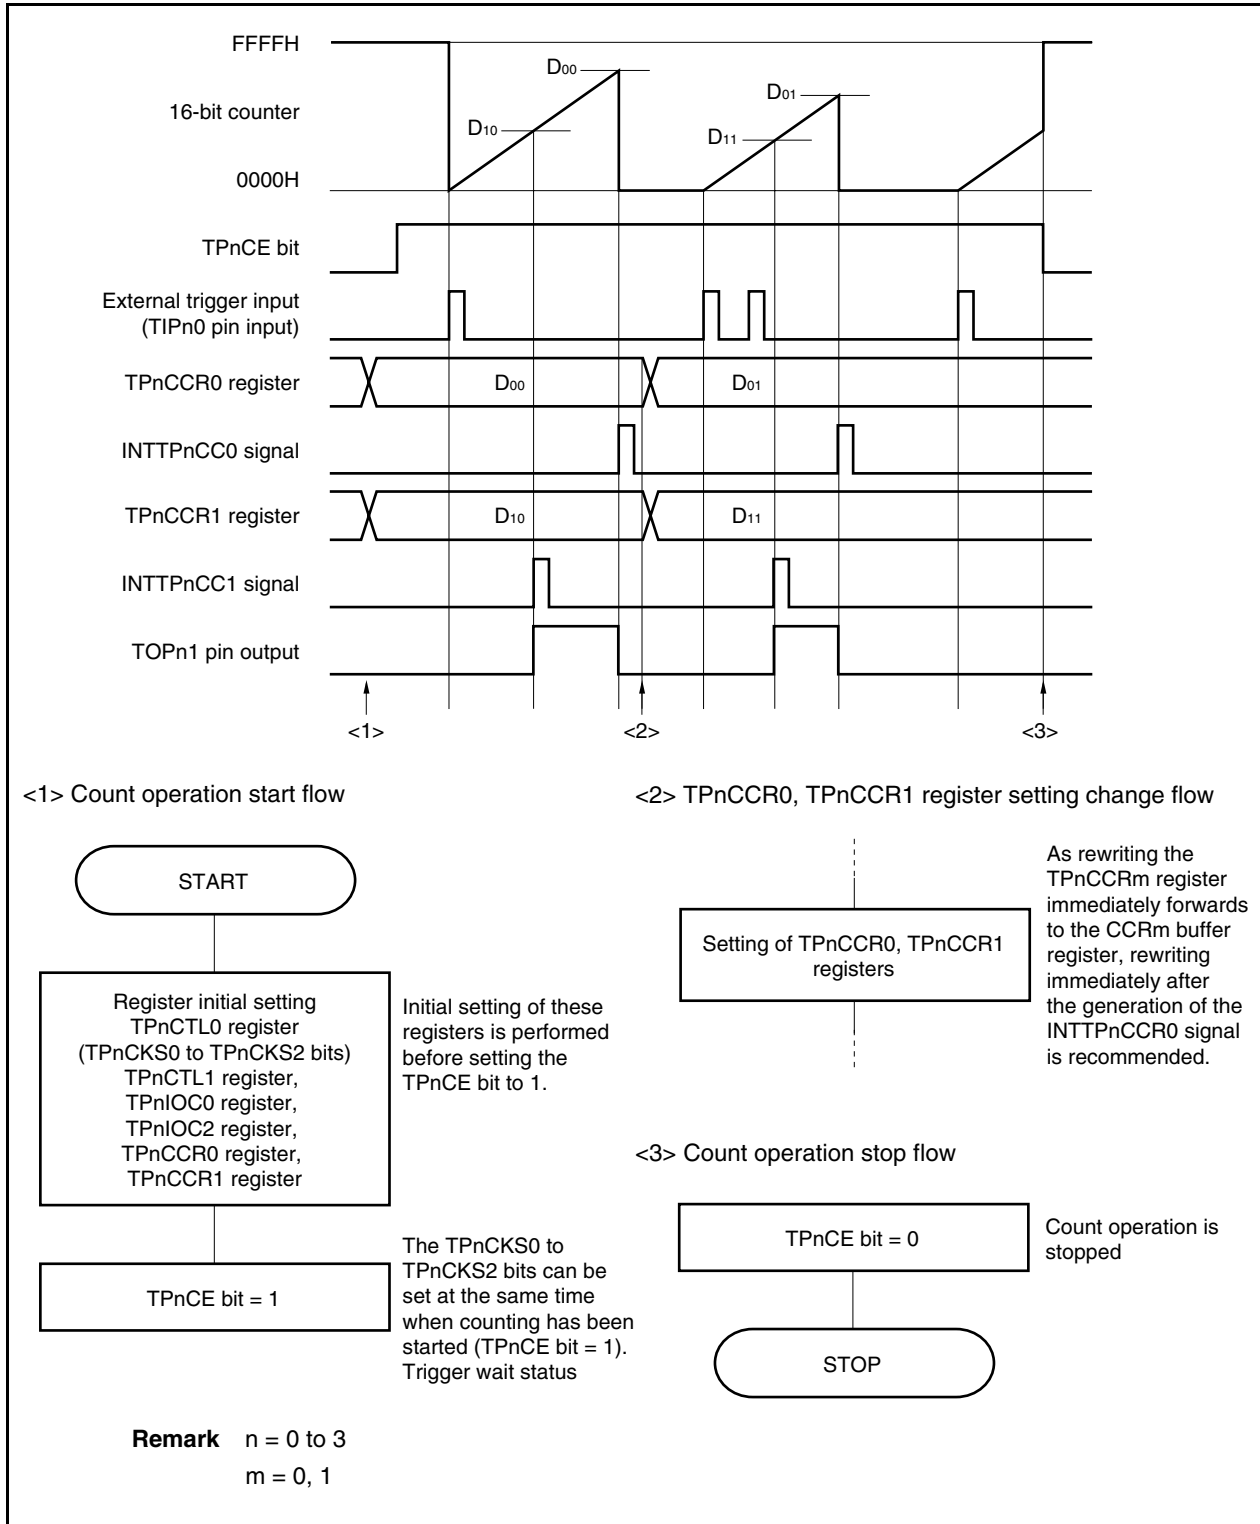 FFFFH
D00
D01
16-bit counter
D10
D11
0000H
TPnCE bit
External trigger input
(TIPn0 pin input)
TPnCCR0 register
D00
D01
INTTPnCC0 signal
TPnCCR1 register
D10
D11
INTTPnCC1 signal
TOPn1 pin output
<1>
<2>
<3>
<1> Count operation start flow
START
Register initial setting
TPnCTL0 register
(TPnCKS0 to TPnCKS2 bits)
TPnCTL1 register,
TPnIOC0 register,
TPnIOC2 register,
TPnCCR0 register,
TPnCCR1 register
Initial setting of these
registers is performed
before setting the
TPnCE bit to 1.
TPnCE bit = 1
The TPnCKS0 to
TPnCKS2 bits can be
set at the same time
when counting has been
started (TPnCE bit = 1).
Trigger wait status
<2> TPnCCR0, TPnCCR1 register setting change flow
Setting of TPnCCR0, TPnCCR1
registers
As rewriting the
TPnCCRm register
immediately forwards
to the CCRm buffer
register, rewriting
immediately after
the generation of the
INTTPnCCR0 signal
is recommended.
<3> Count operation stop flow
TPnCE bit = 0
Count operation is
stopped
STOP
Remark n = 0 to 3
m = 0, 1